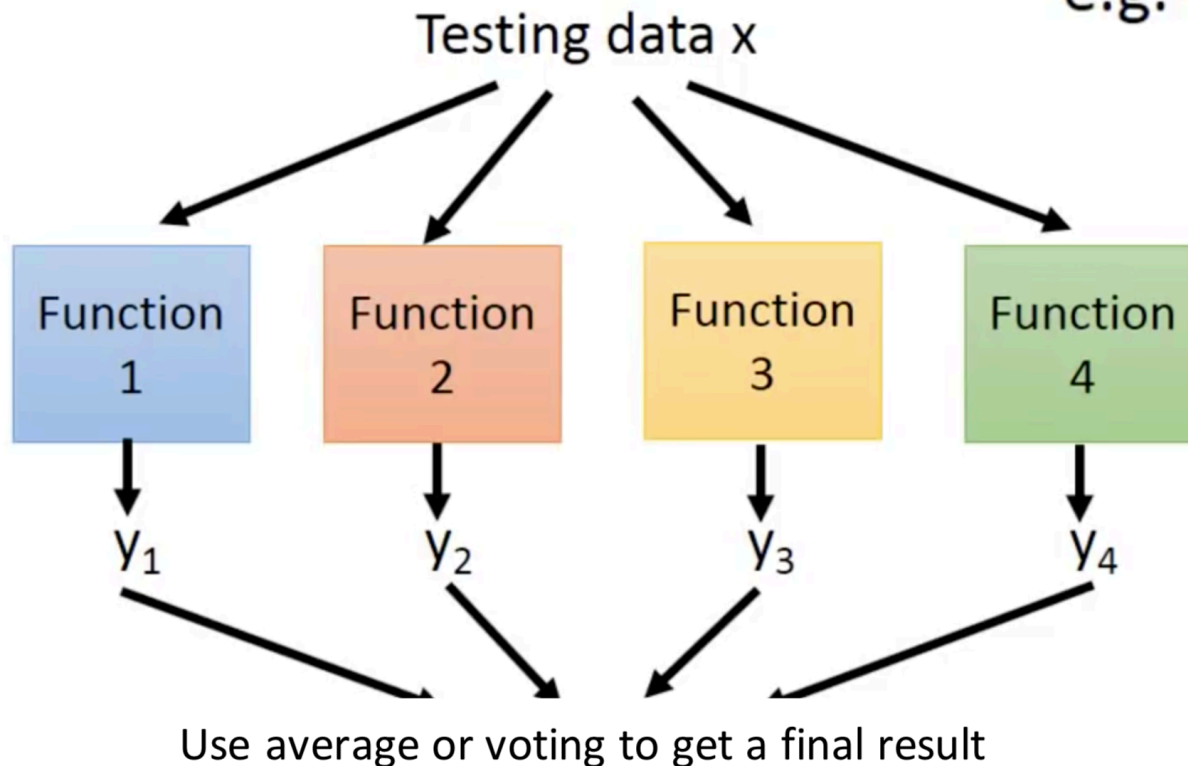 e.g.
Testing data x
Function
1
Function
2
Function
3
Function
4
y₁
y₂
y₃
y₄
Use average or voting to get a final result